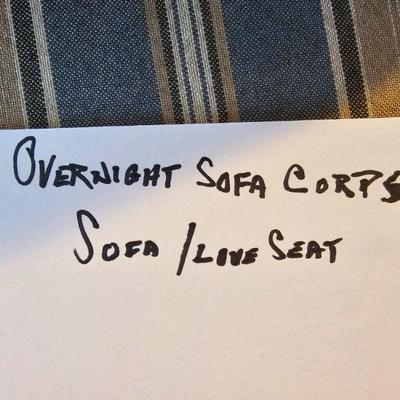 OVERNIGHT SOFA CORPS
SOFA / LOVE SEAT